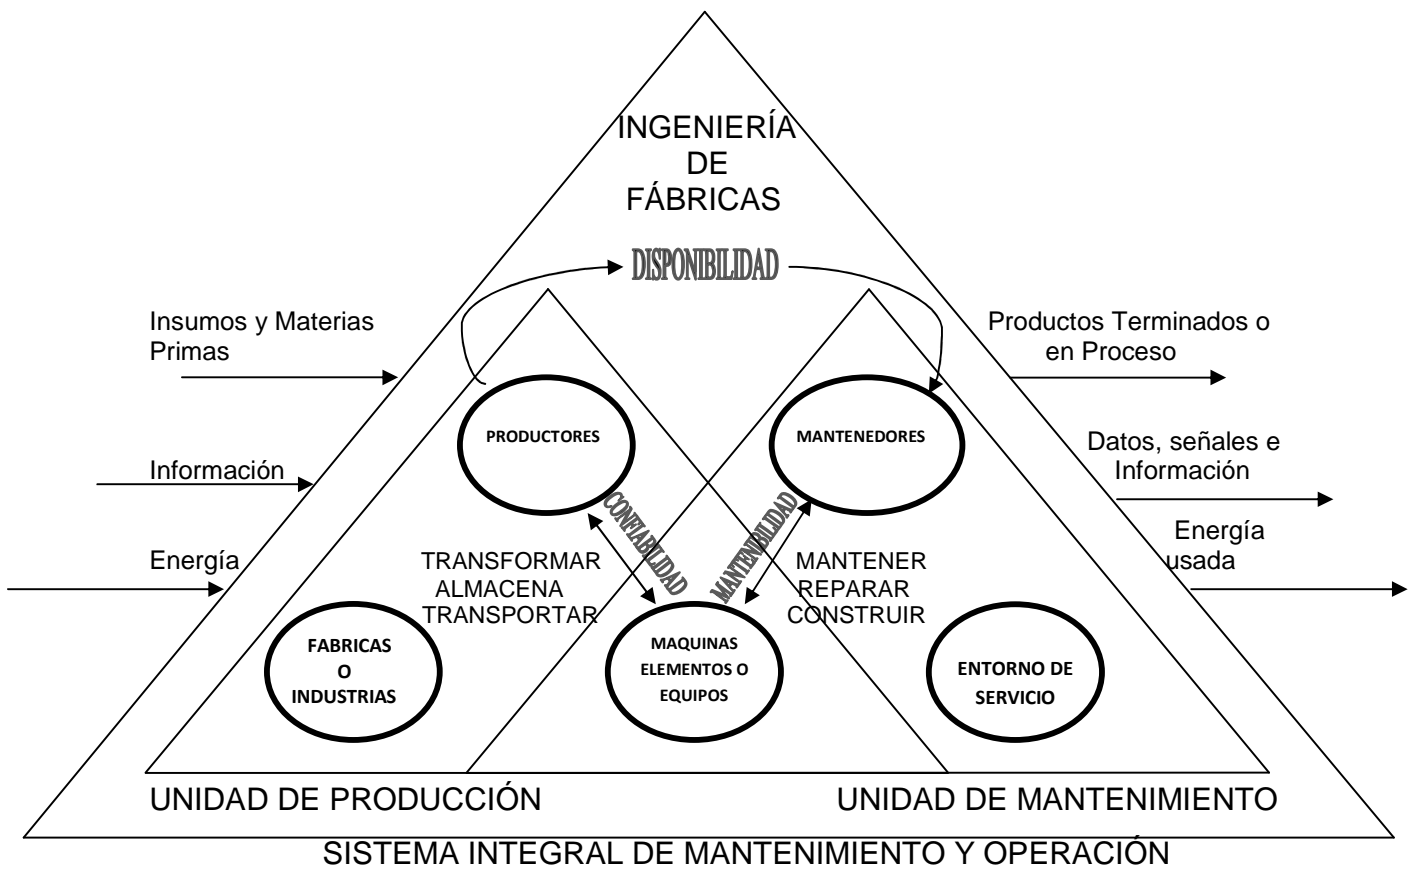 INGENIERÍA
DE
FÁBRICAS
DISPONIBILIDAD
Insumos y Materias
Primas
Información
Energía
Productos Terminados o
en Proceso
Datos, señales e
Información
Energía
usada
PRODUCTORES
MANTENEDORES
CONFIABILIDAD
MANTENIBILIDAD
TRANSFORMAR
ALMACENA
TRANSPORTAR
MANTENER
REPARAR
CONSTRUIR
FABRICAS
O
INDUSTRIAS
MAQUINAS
ELEMENTOS O
EQUIPOS
ENTORNO DE
SERVICIO
UNIDAD DE PRODUCCIÓN
UNIDAD DE MANTENIMIENTO
SISTEMA INTEGRAL DE MANTENIMIENTO Y OPERACIÓN